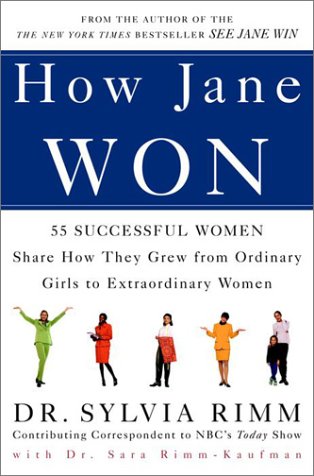 FROM THE AUTHOR OF THE
NEW YORK TIMES BESTSELLER SEE JANE WIN
How Jane
WON
55 SUCCESSFUL WOMEN
Share How They Grew from Ordinary
Girls to Extraordinary Women
DR. SYLVIA RIMM
Contributing Correspondent to NBC's Today Show
with Dr. Sara Rimm-Kaufman